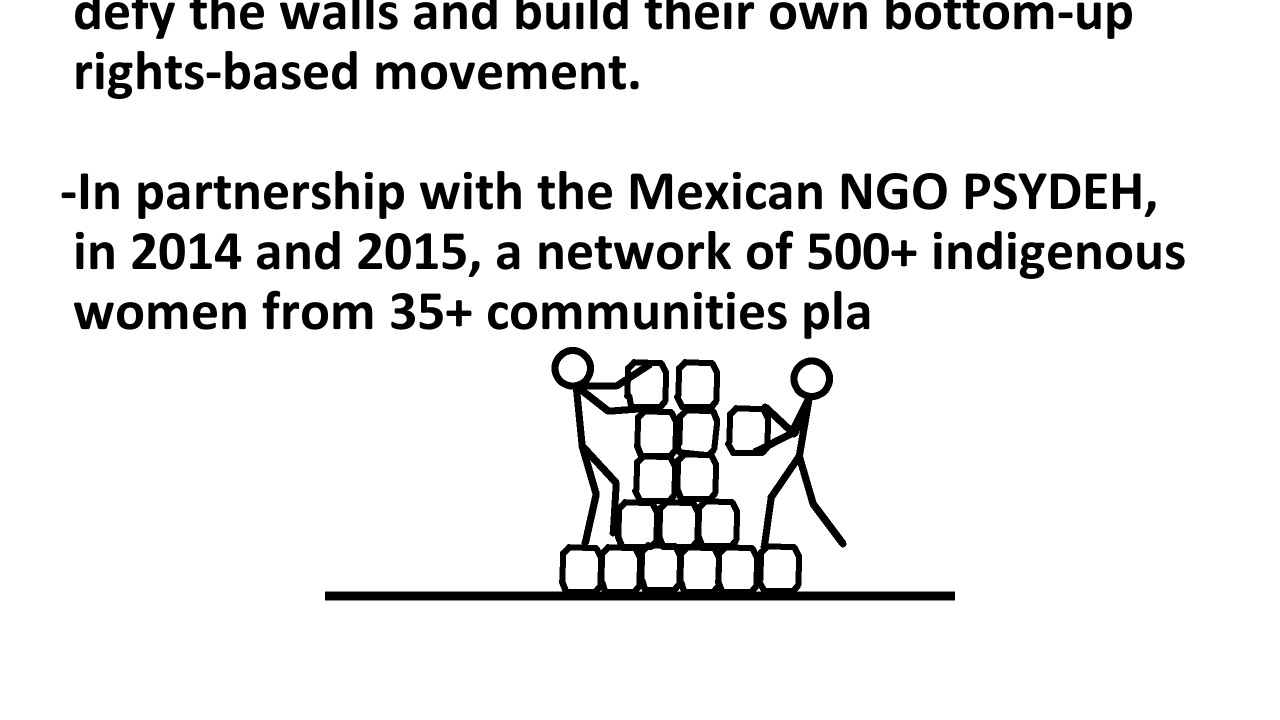 defy the walls and build their own bottom-up
rights-based movement.
-In partnership with the Mexican NGO PSYDEH,
in 2014 and 2015, a network of 500+ indigenous
women from 35+ communities pla